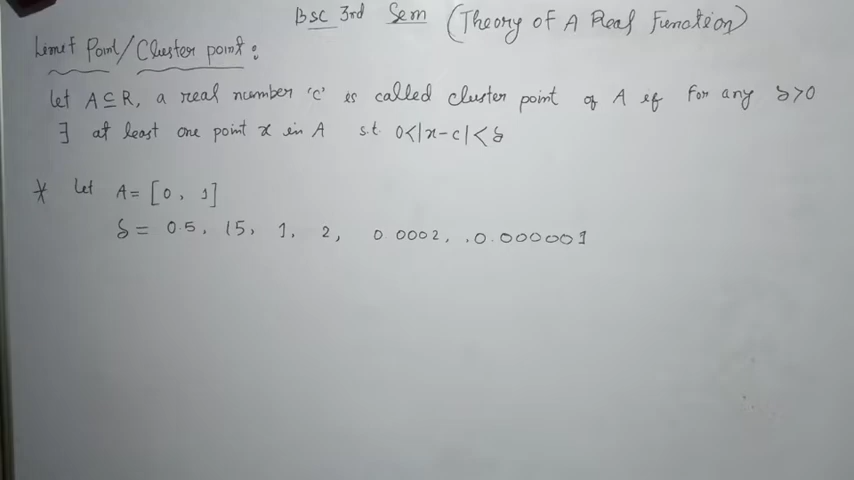 Bsc 3rd Sem (Theory of A Real Function)
Limit Point/Cluster point:
Let A⊆R, a real number 'c' is called cluster point of A if for any δ>0
∃ at least one point x in A s.t. 0<|x-c|<δ
* Let A = [0, 1]
δ = 0.5, 15, 1, 2, 0.0002, .0.000001